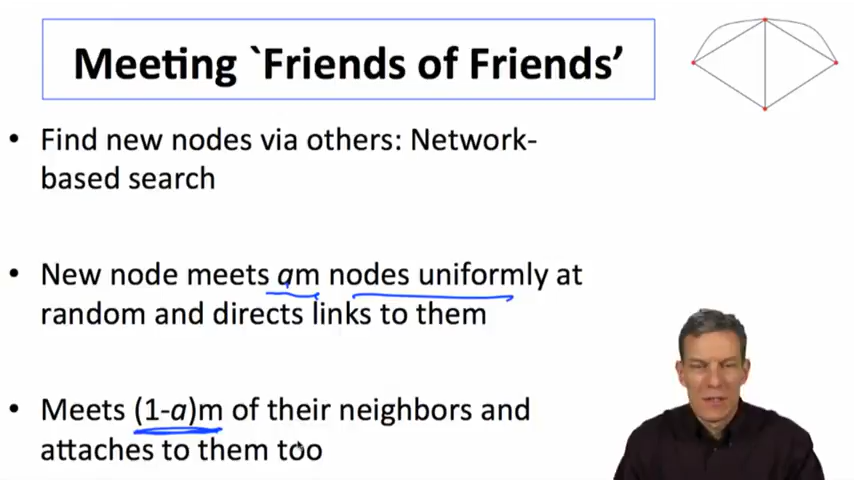 Meeting `Friends of Friends’
• Find new nodes via others: Network-
based search
• New node meets am nodes uniformly at
random and directs links to them
• Meets (1-a)m of their neighbors and
attaches to them too